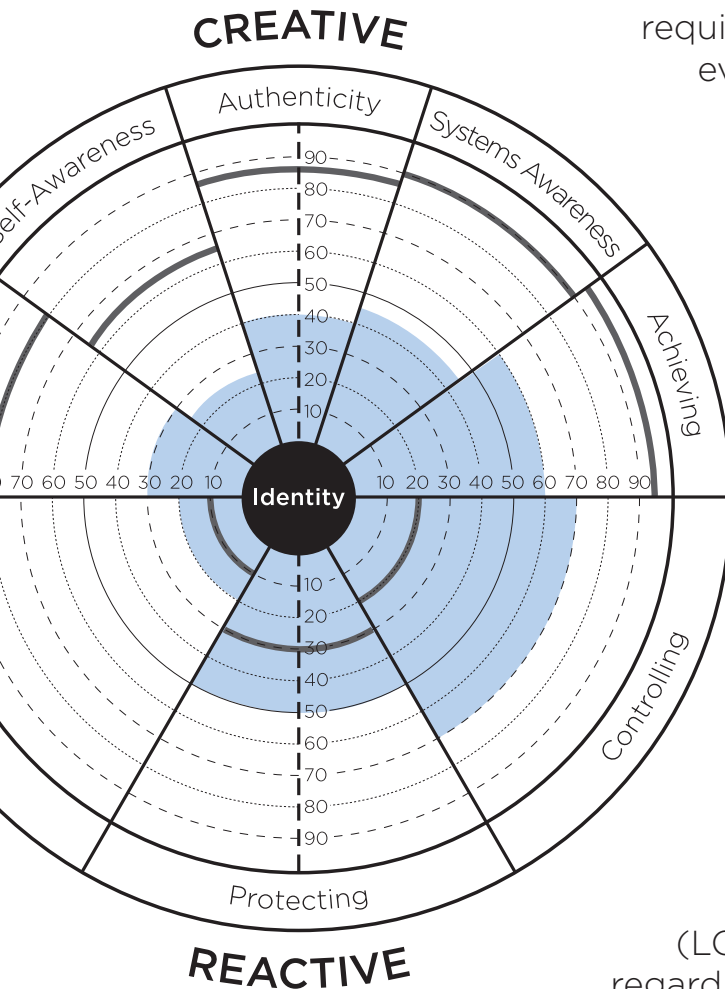 CREATIVE
requi
ev
Authenticity
elf-Awareness
Systems Awareness
Achieving
90
80
70
60
50
40
30
20
10
70 60 50 40 30 20 10
Identity
10 20 30 40 50 60 70 80 90
10
20
30
40
50
60
70
80
90
Controlling
Protecting
REACTIVE
(LC
regard